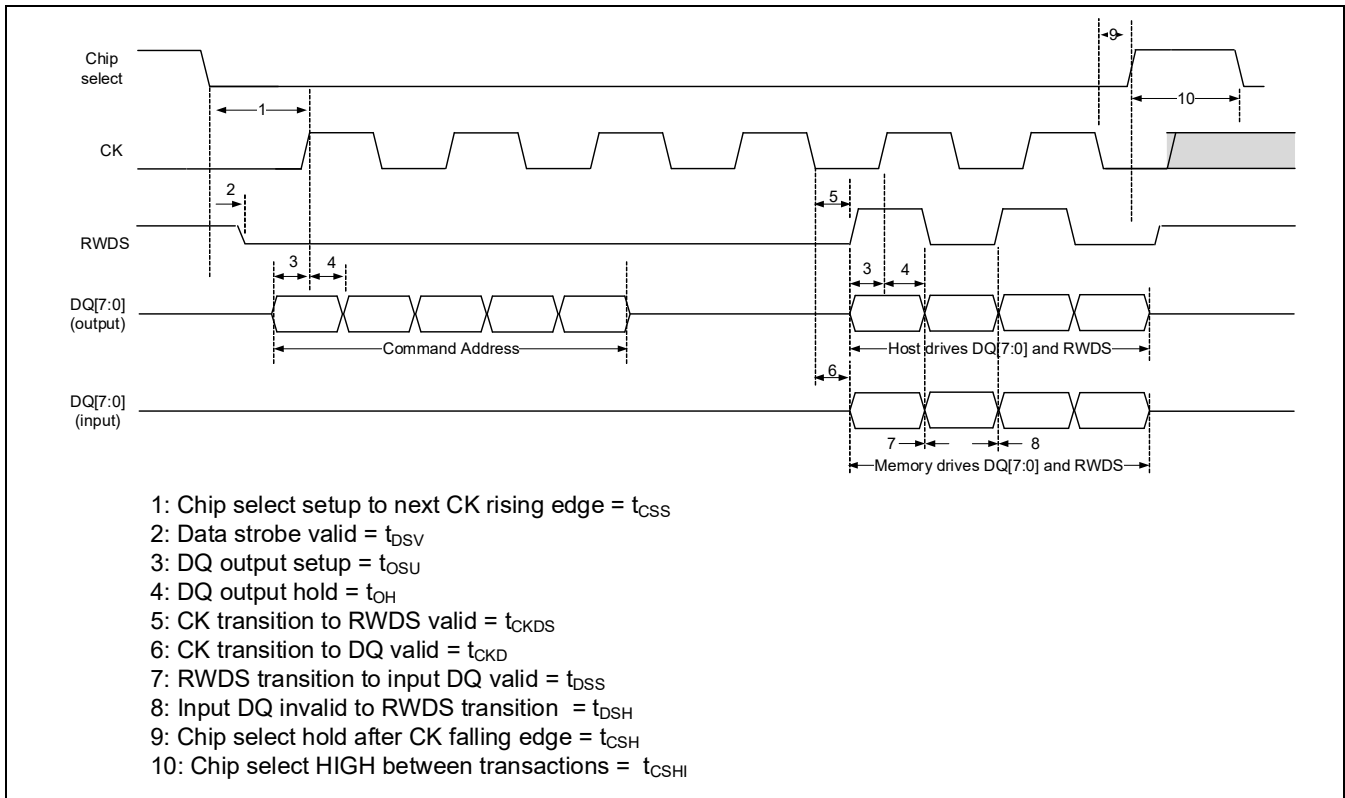 9
Chip
select
1
10
CK
2
5
RWDS
3
4
3
4
DQ[7:0]
(output)
Command Address
Host drives DQ[7:0] and RWDS
6
DQ[7:0]
(input)
7
8
Memory drives DQ[7:0] and RWDS
1: Chip select setup to next CK rising edge = tCSS
2: Data strobe valid = tDSV
3: DQ output setup = tOSU
4: DQ output hold = tOH
5: CK transition to RWDS valid = tCKDS
6: CK transition to DQ valid = tCKD
7: RWDS transition to input DQ valid = tDSS
8: Input DQ invalid to RWDS transition = tDSH
9: Chip select hold after CK falling edge = tCSH
10: Chip select HIGH between transactions = tCSHI